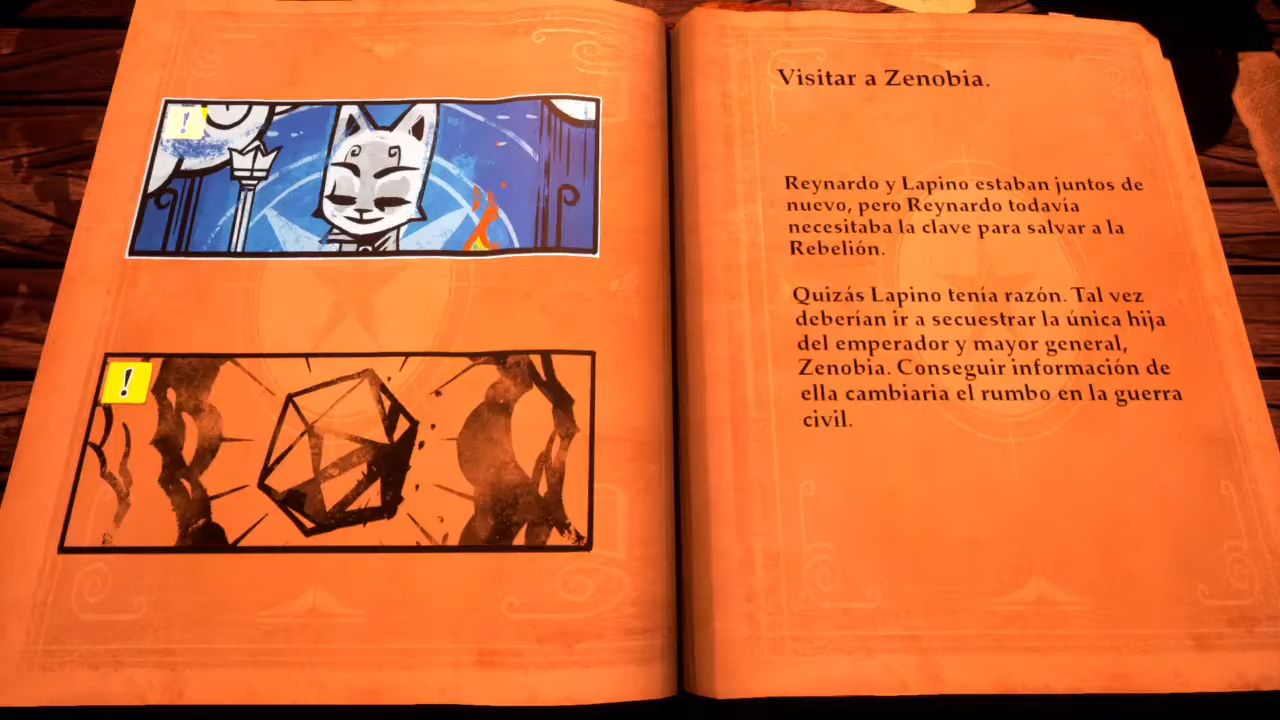 !
!
Visitar a Zenobia.
Reynardo y Lapino estaban juntos de
nuevo, pero Reynardo todavía
necesitaba la clave para salvar a la
Rebelión.
Quizás Lapino tenía razón. Tal vez
deberían ir a secuestrar la única hija
del emperador y mayor general,
Zenobia. Conseguir información de
ella cambiaria el rumbo en la guerra
civil.